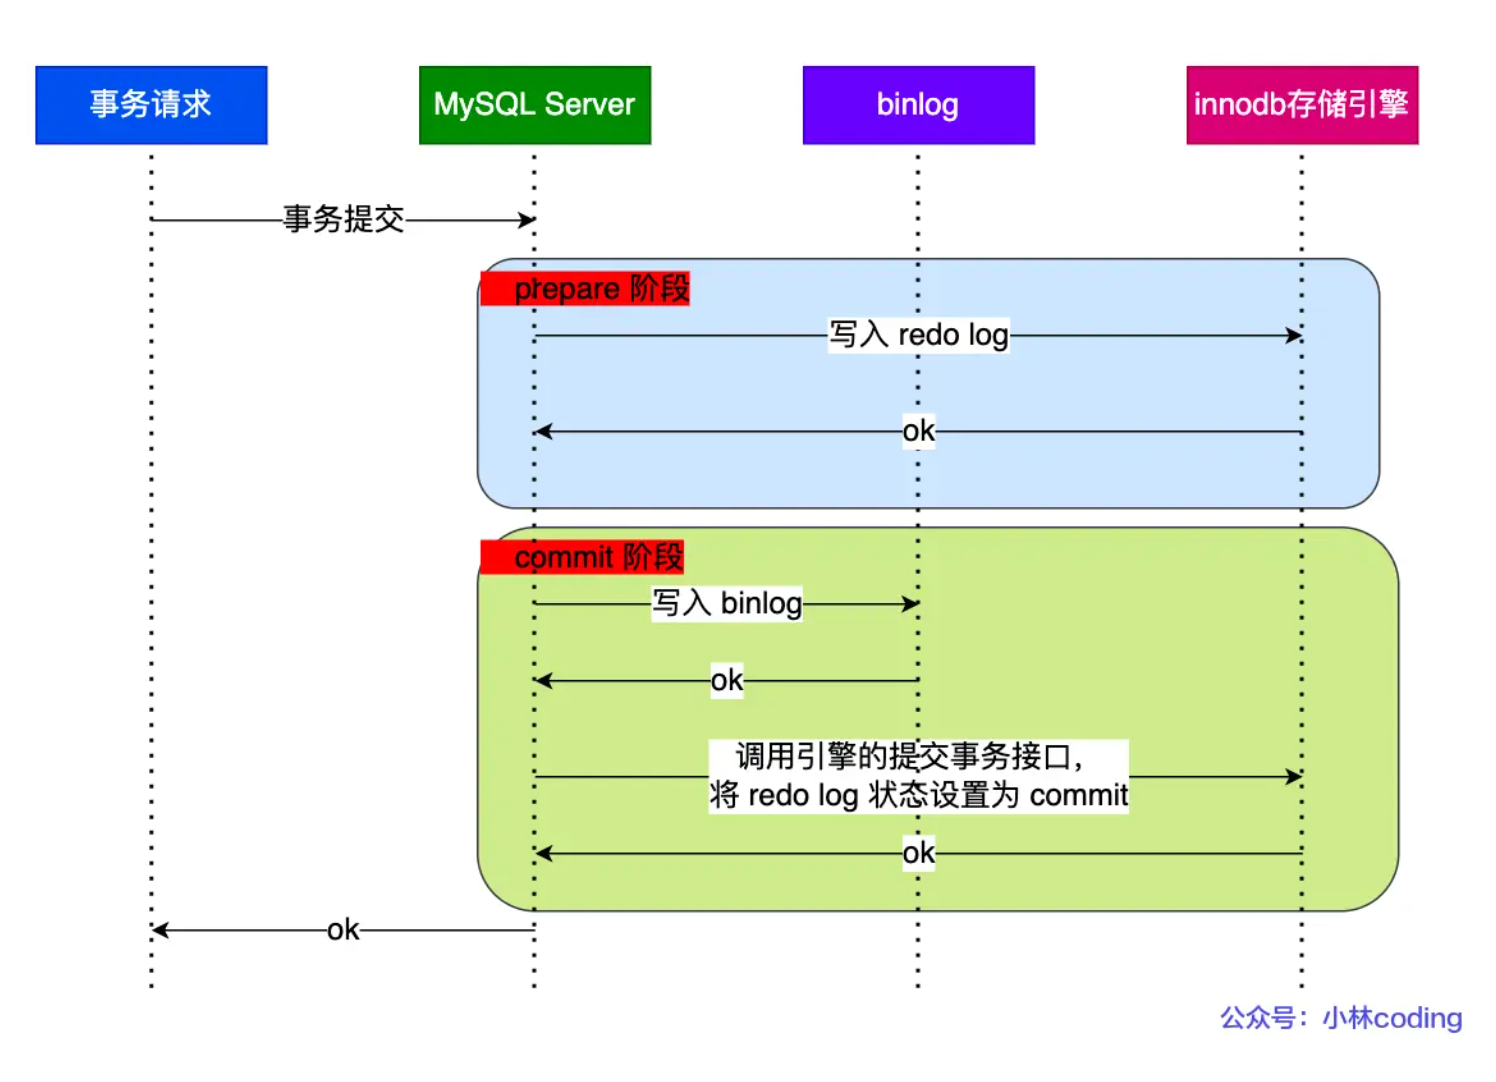 事务请求
MySQL Server
binlog
innodb存储引擎
事务提交
prepare 阶段
写入 redo log
ok
commit 阶段
写入 binlog
ok
调用引擎的提交事务接口，
将 redo log 状态设置为 commit
ok
ok
公众号：小林coding